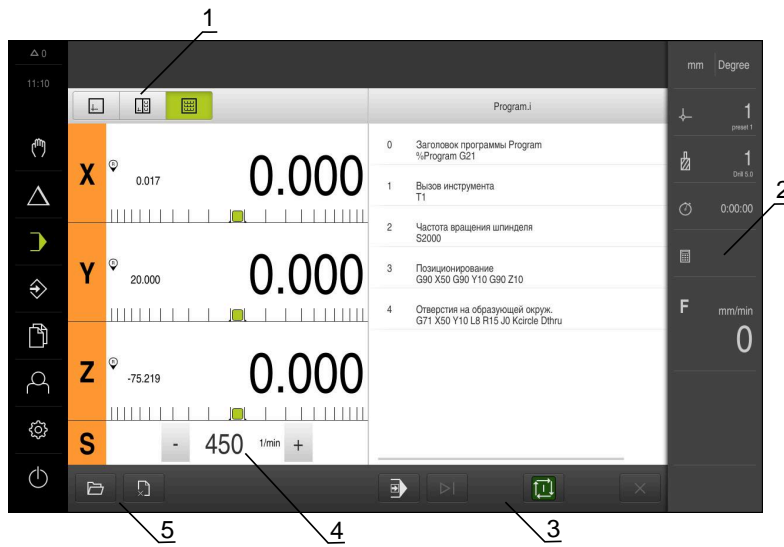 1
△ 0
11:10
mm Degree
Program.i
1
preset 1
1
Drill 5.0
2
0:00:00
F mm/min
0
X R 0.017 0.000
Y R 20.000 0.000
Z R -75.219 0.000
S - 450 1/min +
0 Заголовок программы Program
%Program G21
1 Вызов инструмента
T1
2 Частота вращения шпинделя
S2000
3 Позиционирование
G90 X50 G90 Y10 G90 Z10
4 Отверстия на образующей окруж.
G71 X50 Y10 L8 R15 J0 Kcircle Dthru
5
4
3